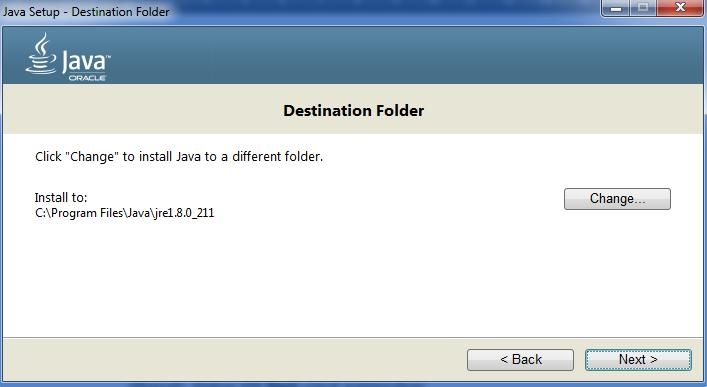 Java Setup - Destination Folder
Java™
ORACLE
Destination Folder
Click "Change" to install Java to a different folder.
Install to:
C:\Program Files\Java\jre1.8.0_211
Change...
< Back
Next >